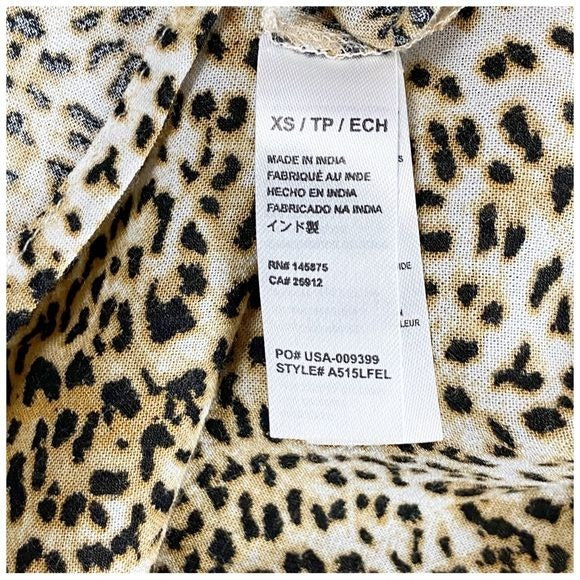 XS / TP / ECH
MADE IN INDIA
FABRIQUÉ AU INDE
HECHO EN INDIA
FABRICADO NA INDIA
インド製
RN# 145875
CA# 25912
PO# USA-009399
STYLE# A515LFEL